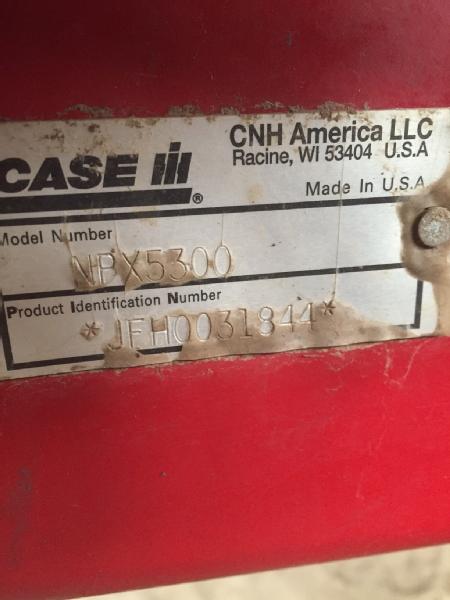 CNH America LLC
Racine, WI 53404 U.S.A
CASE IH ®
Made In U.S.A
Model Number
NPX5300
Product Identification Number
*JFH0031844*